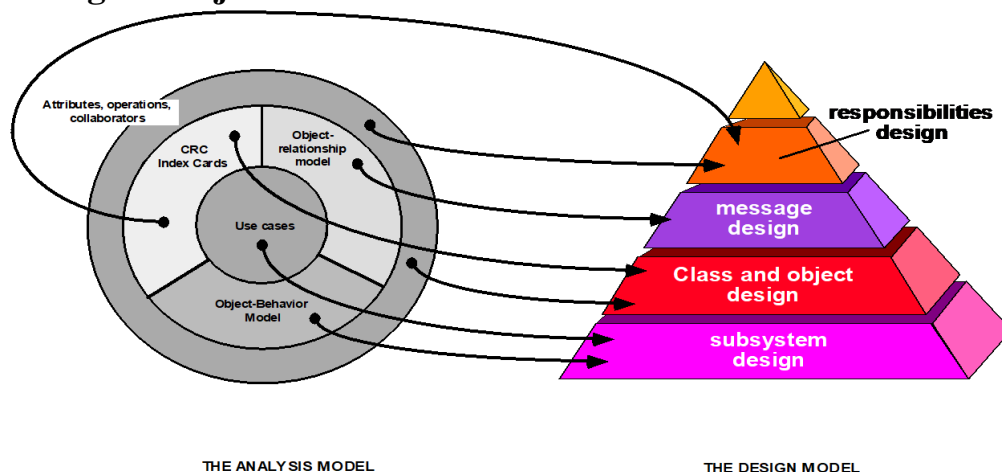 Attributes, operations,
collaborators
CRC
Index Cards
Object-
relationship
model
Use cases
Object-Behavior
Model
responsibilities
design
message
design
Class and object
design
subsystem
design
THE ANALYSIS MODEL
THE DESIGN MODEL